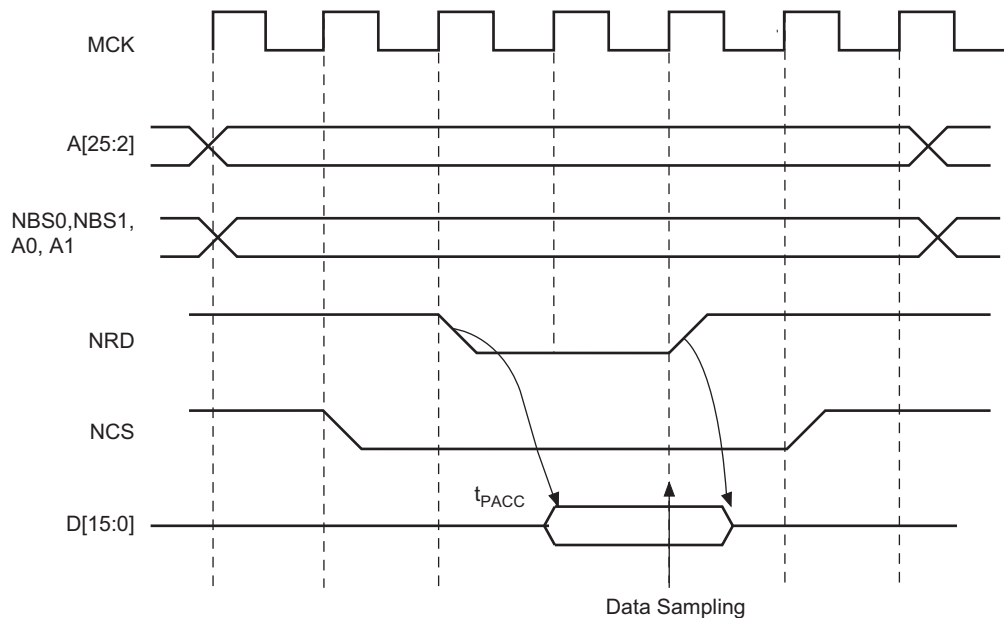 MCK
A[25:2]
NBS0,NBS1,
A0, A1
NRD
NCS
tPACC
D[15:0]
Data Sampling